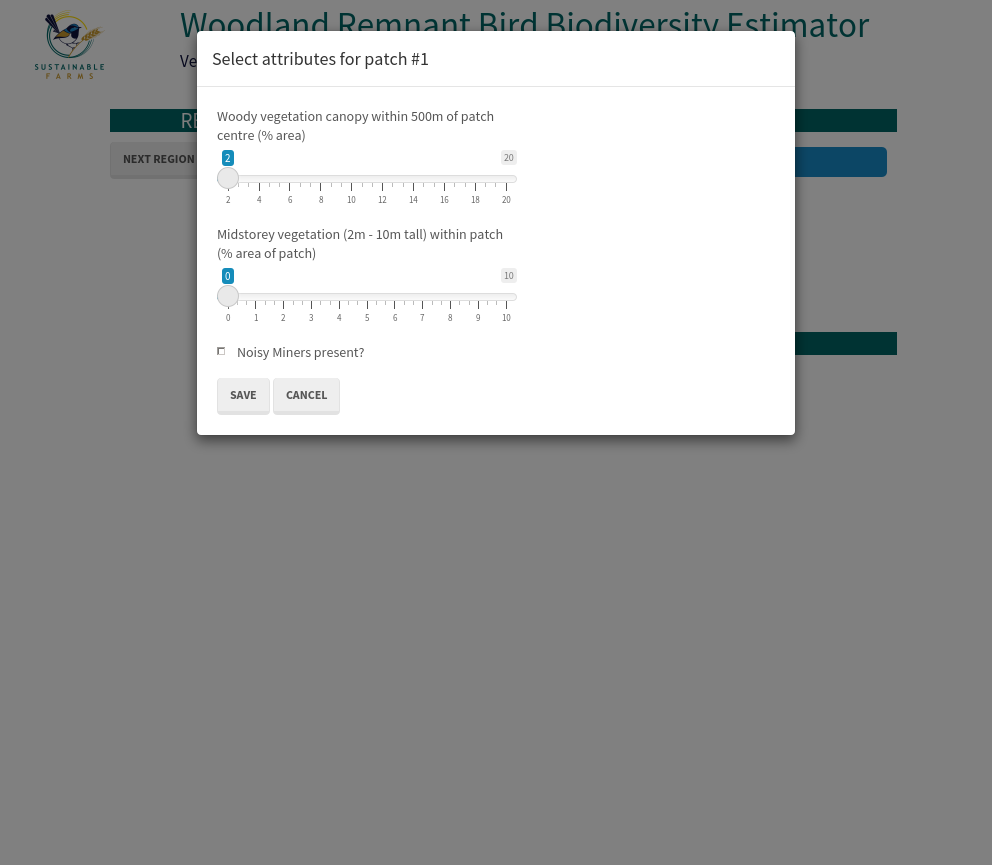 Woodland Remnant Bird Biodiversity Estimator
SUSTAINABLE
FARMS
Ve
RE
NEXT REGION
Select attributes for patch #1
Woody vegetation canopy within 500m of patch
centre (% area)
2 20
2 4 6 8 10 12 14 16 18 20
Midstorey vegetation (2m - 10m tall) within patch
(% area of patch)
0 10
0 1 2 3 4 5 6 7 8 9 10
Noisy Miners present?
SAVE CANCEL